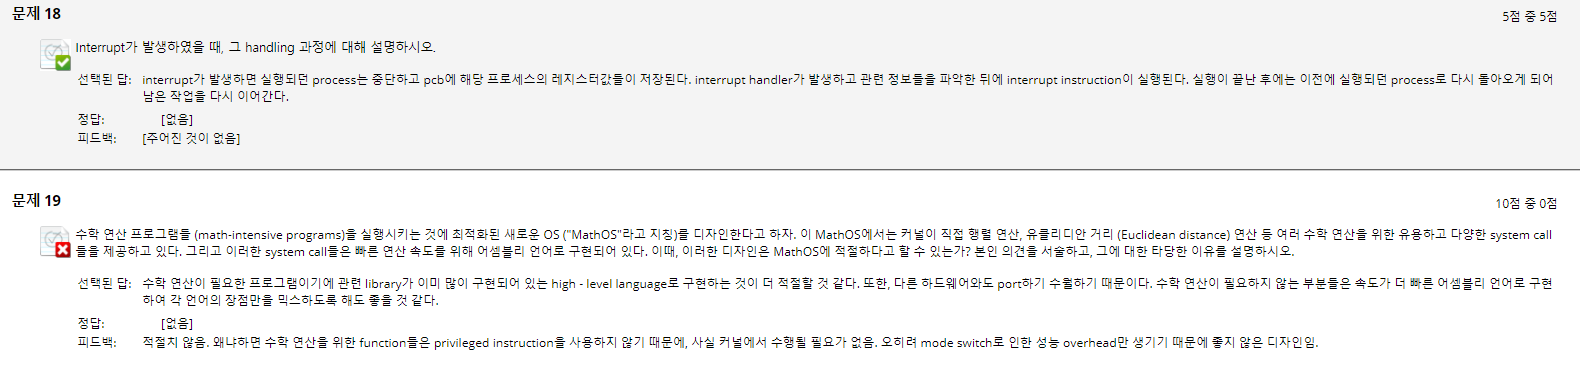 문제 18
5점 중 5점
Interrupt가 발생하였을 때, 그 handling 과정에 대해 설명하시오.
선택된 답: interrupt가 발생하면 실행되던 process는 중단하고 pcb에 해당 프로세스의 레지스터값들이 저장된다. interrupt handler가 발생하고 관련 정보들을 파악한 뒤에 interrupt instruction이 실행된다. 실행이 끝난 후에는 이전에 실행되던 process로 다시 돌아오게 되어
남은 작업을 다시 이어간다.
정답: [없음]
피드백: [주어진 것이 없음]
문제 19
10점 중 0점
수학 연산 프로그램들 (math-intensive programs)을 실행시키는 것에 최적화된 새로운 OS ("MathOS"라고 지칭)를 디자인한다고 하자. 이 MathOS에서는 커널이 직접 행렬 연산, 유클리디안 거리 (Euclidean distance) 연산 등 여러 수학 연산을 위한 유용하고 다양한 system call
들을 제공하고 있다. 그리고 이러한 system call들은 빠른 연산 속도를 위해 어셈블리 언어로 구현되어 있다. 이때, 이러한 디자인은 MathOS에 적절하다고 할 수 있는가? 본인 의견을 서술하고, 그에 대한 타당한 이유를 설명하시오.
선택된 답: 수학 연산이 필요한 프로그램이기에 관련 library가 이미 많이 구현되어 있는 high - level language로 구현하는 것이 더 적절할 것 같다. 또한, 다른 하드웨어와도 port하기 수월하기 때문이다. 수학 연산이 필요하지 않는 부분들은 속도가 더 빠른 어셈블리 언어로 구현
하여 각 언어의 장점만을 믹스하도록 해도 좋을 것 같다.
정답: [없음]
피드백: 적절치 않음. 왜냐하면 수학 연산을 위한 function들은 privileged instruction을 사용하지 않기 때문에, 사실 커널에서 수행될 필요가 없음. 오히려 mode switch로 인한 성능 overhead만 생기기 때문에 좋지 않은 디자인임.